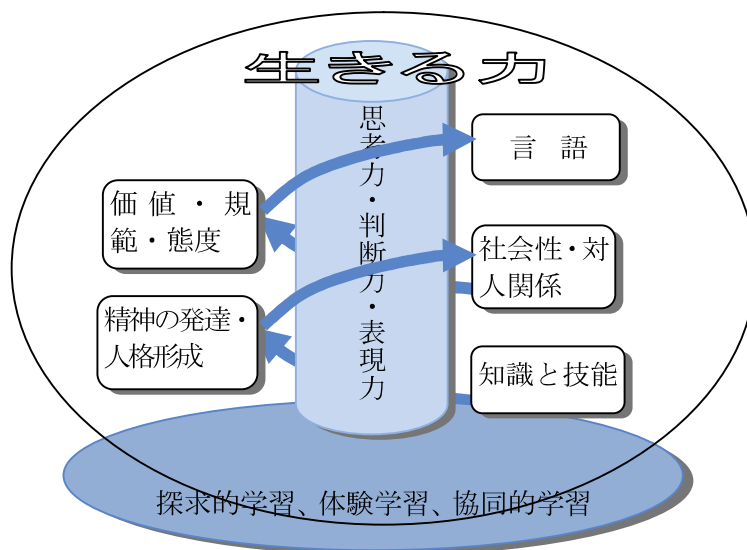 生きる力
思考力・判断力・表現力
言　語
価値・規
範・態度
社会性・対
人関係
精神の発達・
人格形成
知識と技能
探求的学習、体験学習、協同的学習